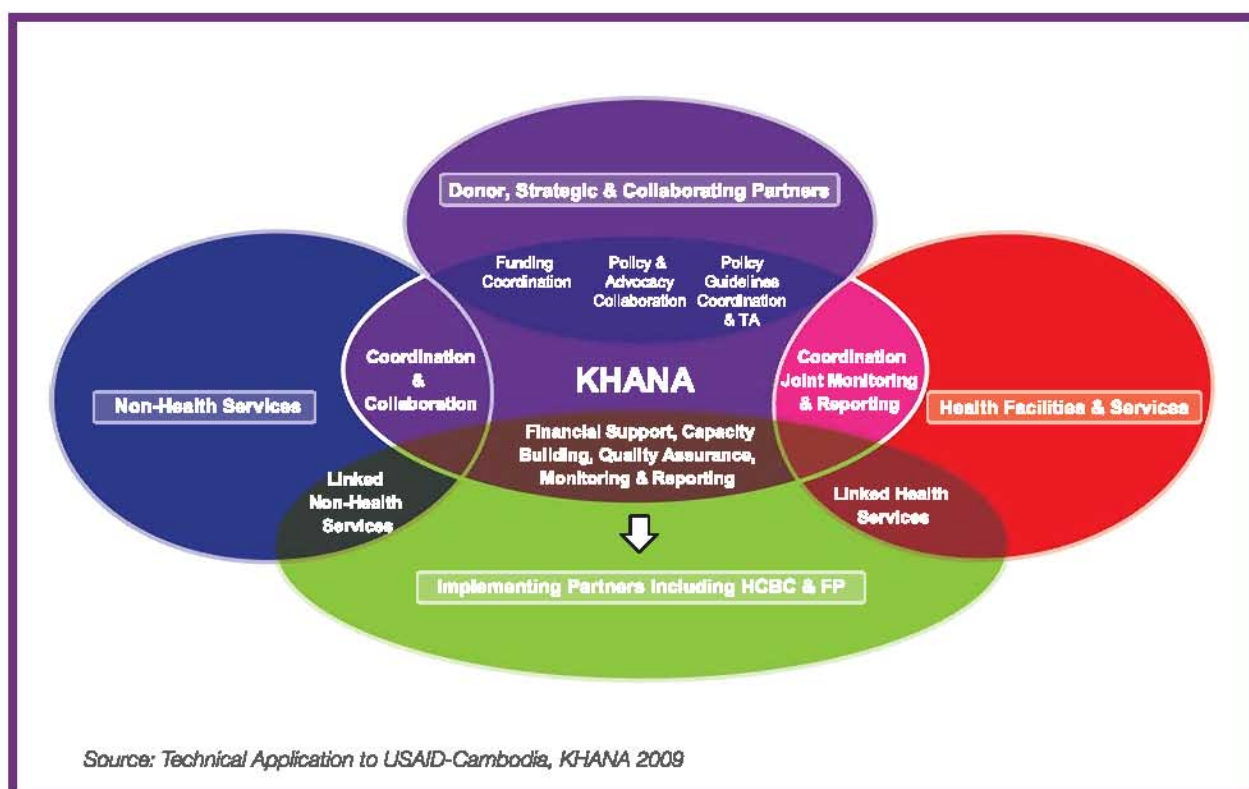 Donor, Strategic & Collaborating Partners
Funding
Coordination
Policy &
Advocacy
Collaboration
Policy
Guidelines
Coordination
& TA
Non-Health Services
Coordination
&
Collaboration
KHANA
Coordination
Joint Monitoring
& Reporting
Health Facilities & Services
Financial Support, Capacity
Building, Quality Assurance,
Monitoring & Reporting
Linked
Non-Health
Services
Linked Health
Services
Implementing Partners Including HCBC & FP
Source: Technical Application to USAID-Cambodia, KHANA 2009